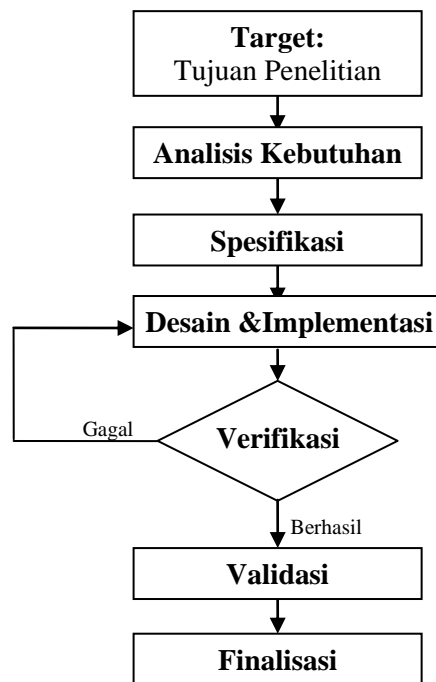 Target:
Tujuan Penelitian
Analisis Kebutuhan
Spesifikasi
Desain &Implementasi
Gagal
Verifikasi
Berhasil
Validasi
Finalisasi